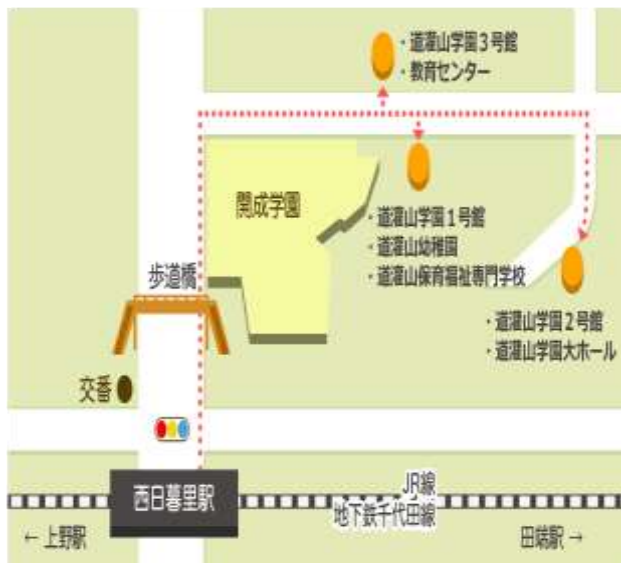 ・道灌山学園3号館
・教育センター
開成学園
・道灌山学園1号館
・道灌山幼稚園
・道灌山保育福祉専門学校
歩道橋
・道灌山学園2号館
・道灌山学園大ホール
交番
西日暮里駅
JR線
地下鉄千代田線
← 上野駅
田端駅 →